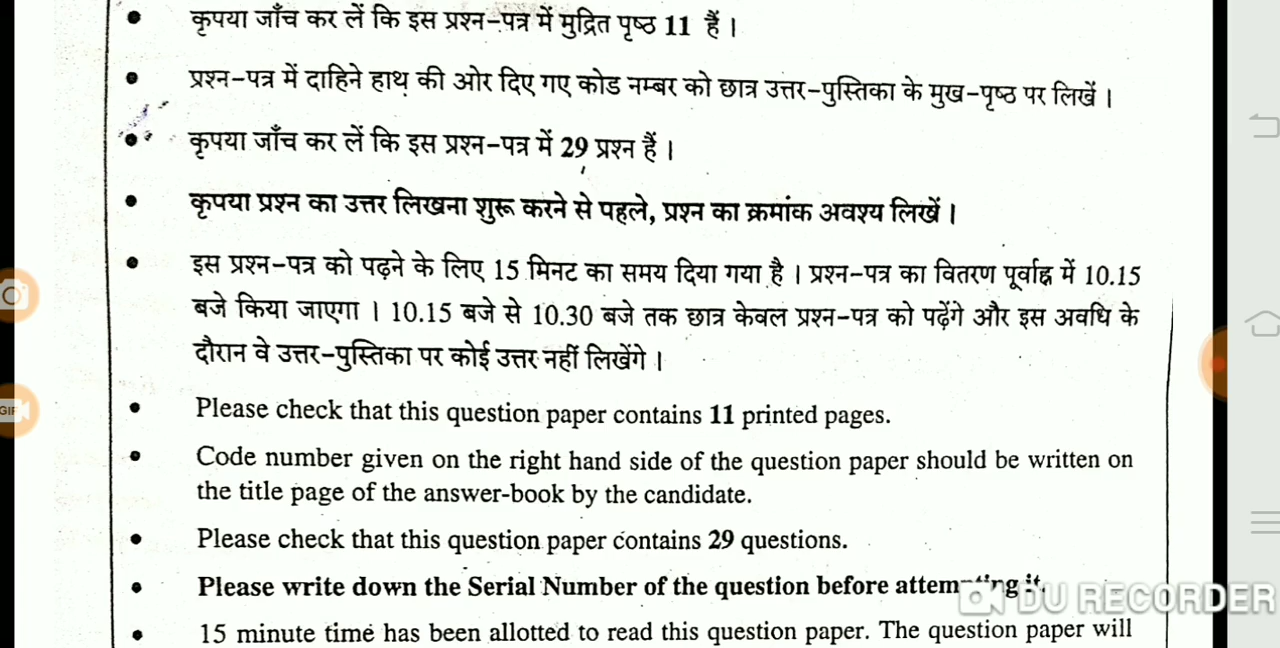 कृपया जाँच कर लें कि इस प्रश्न-पत्र में मुद्रित पृष्ठ 11 हैं ।
प्रश्न-पत्र में दाहिने हाथ की ओर दिए गए कोड नम्बर को छात्र उत्तर-पुस्तिका के मुख-पृष्ठ पर लिखें ।
कृपया जाँच कर लें कि इस प्रश्न-पत्र में 29 प्रश्न हैं ।
कृपया प्रश्न का उत्तर लिखना शुरू करने से पहले, प्रश्न का क्रमांक अवश्य लिखें ।
इस प्रश्न-पत्र को पढ़ने के लिए 15 मिनट का समय दिया गया है । प्रश्न-पत्र का वितरण पूर्वाह्न में 10.15
बजे किया जाएगा । 10.15 बजे से 10.30 बजे तक छात्र केवल प्रश्न-पत्र को पढ़ेंगे और इस अवधि के
दौरान वे उत्तर-पुस्तिका पर कोई उत्तर नहीं लिखेंगे ।
Please check that this question paper contains 11 printed pages.
Code number given on the right hand side of the question paper should be written on
the title page of the answer-book by the candidate.
Please check that this question paper contains 29 questions.
Please write down the Serial Number of the question before attempting it.
15 minute time has been allotted to read this question paper. The question paper will
GIF
DU RECORDER